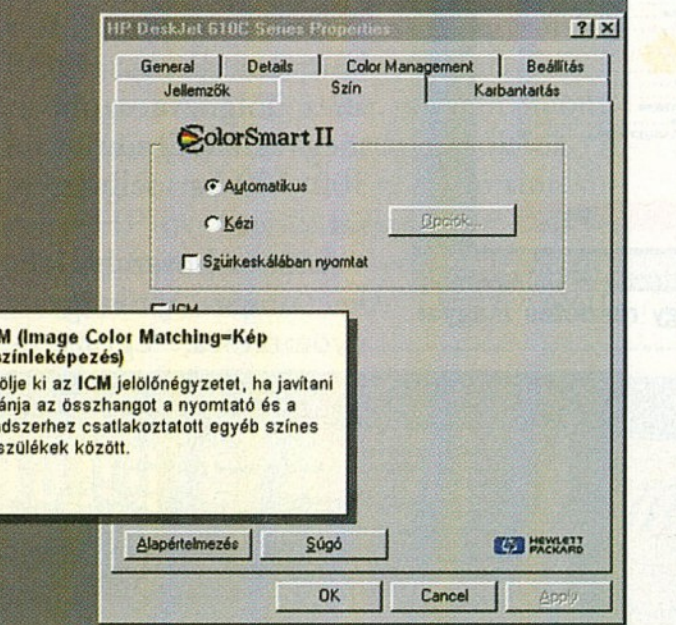 HP DeskJet 610C Series Properties
General Details Color Management Beállítás
Jellemzők Szín Karbantartás
ColorSmart II
Automatikus
Kézi Opciók...
Szürkeskálában nyomtat
ICM
M (Image Color Matching=Kép
színleképezés)
ölje ki az ICM jelölőnégyzetet, ha javítani
ánja az összhangot a nyomtató és a
ndszerhez csatlakoztatott egyéb színes
szülékek között.
Alapértelmezés Súgó HEWLETT
PACKARD
OK Cancel Apply